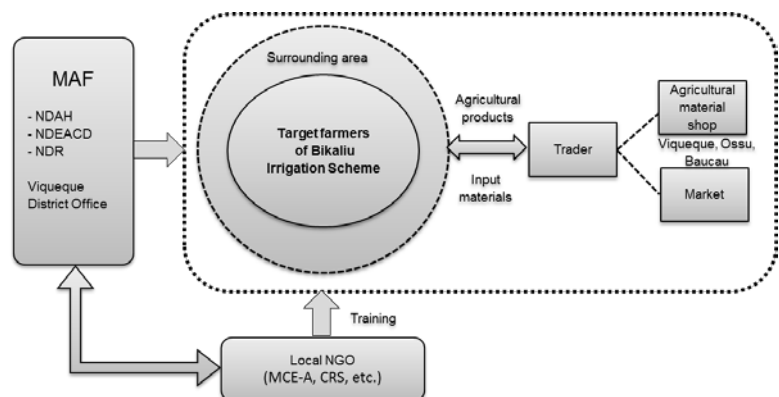 MAF
- NDAH
- NDEACD
- NDR
Viqueque
District Office
Surrounding area
Target farmers
of Bikaliu
Irrigation Scheme
Agricultural
products
Input
materials
Trader
Agricultural
material
shop
Viqueque, Ossu,
Baucau
Market
Training
Local NGO
(MCE-A, CRS, etc.)